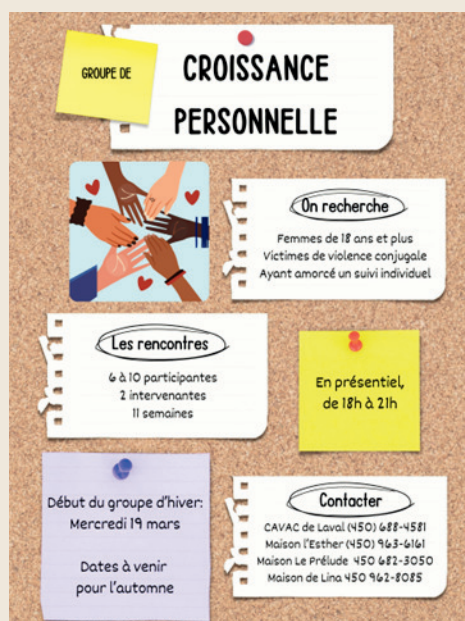 GROUPE DE
CROISSANCE
PERSONNELLE
On recherche
Femmes de 18 ans et plus
Victimes de violence conjugale
Ayant amorcé un suivi individuel
Les rencontres
6 à 10 participantes
2 intervenantes
11 semaines
En présentiel,
de 18h à 21h
Début du groupe d'hiver:
Mercredi 19 mars
Dates à venir
pour l'automne
Contacter
CAVAC de Laval (450) 688-4581
Maison l'Esther (450) 963-6161
Maison Le Prélude 450 682-3050
Maison de Lina 450 962-8085